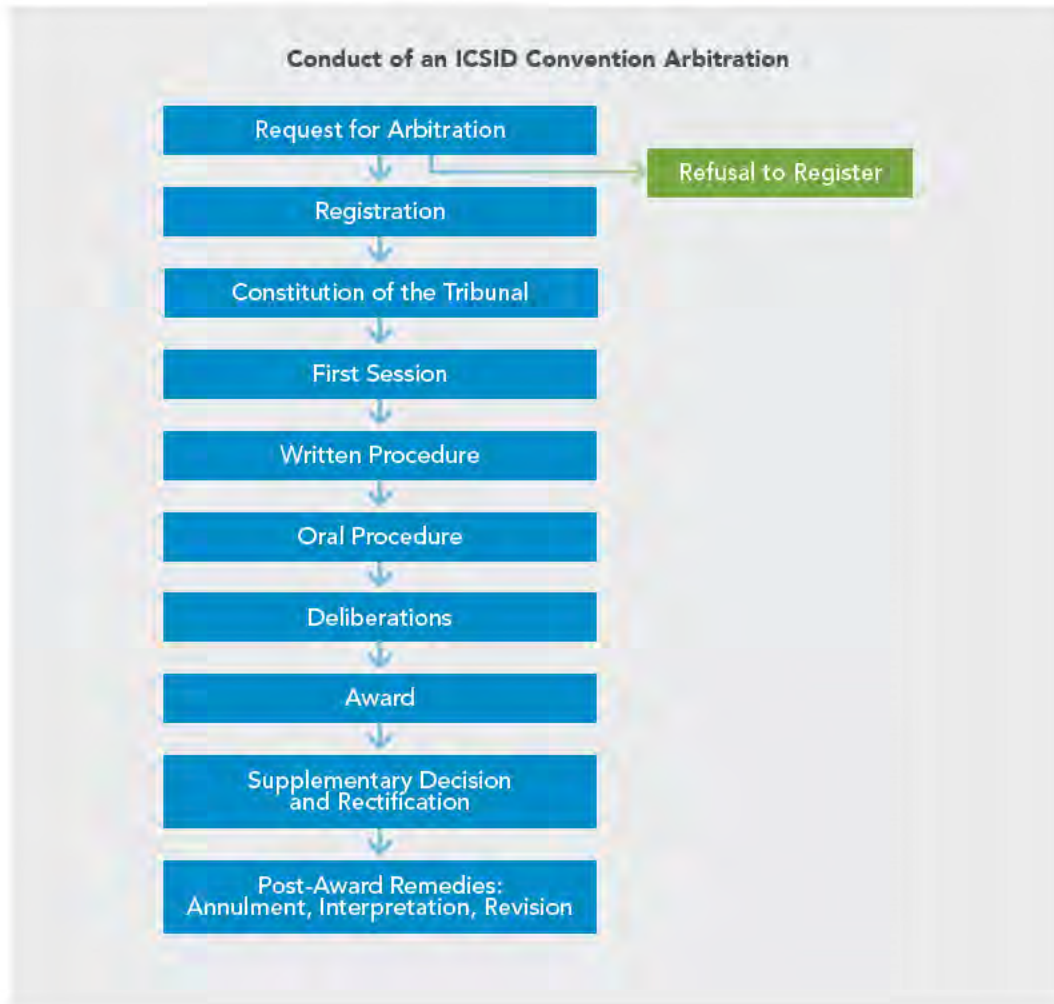 Conduct of an ICSID Convention Arbitration
Request for Arbitration
Refusal to Register
Registration
Constitution of the Tribunal
First Session
Written Procedure
Oral Procedure
Deliberations
Award
Supplementary Decision
and Rectification
Post-Award Remedies:
Annulment, Interpretation, Revision